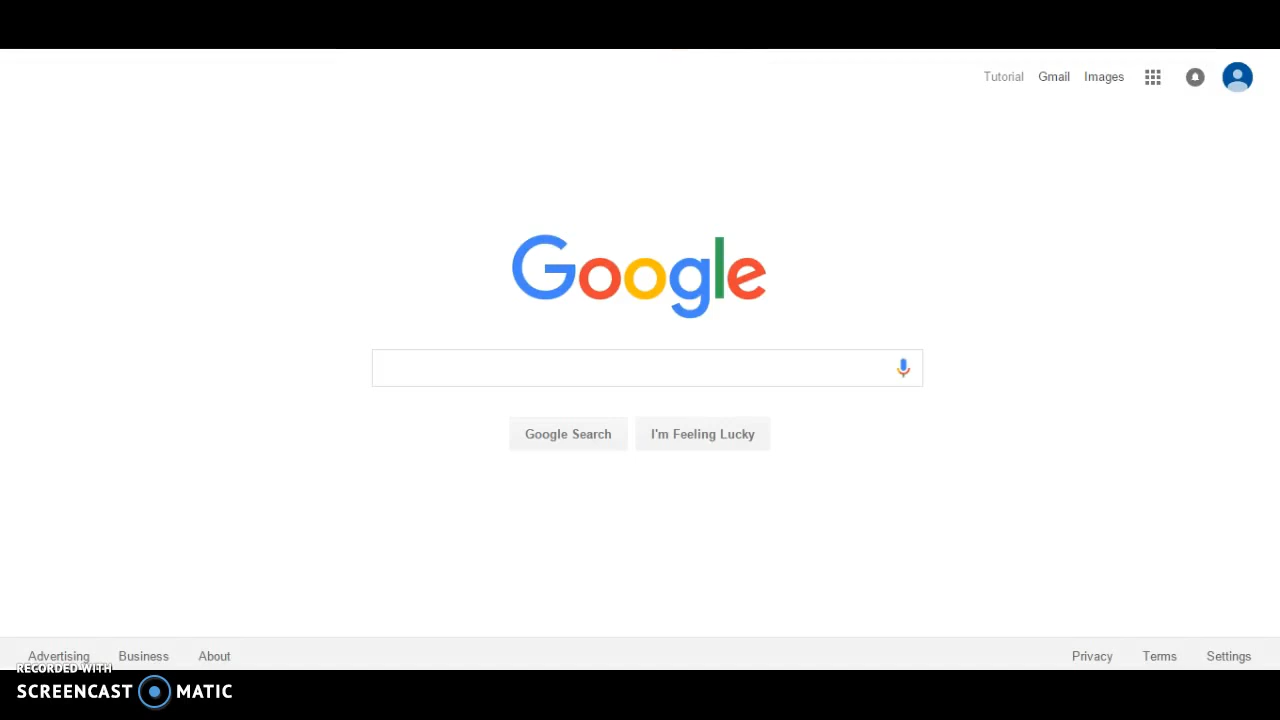 Tutorial Gmail Images
Google
Google Search I'm Feeling Lucky
Advertising Business About Privacy Terms Settings
RECORDED WITH
SCREENCAST MATIC